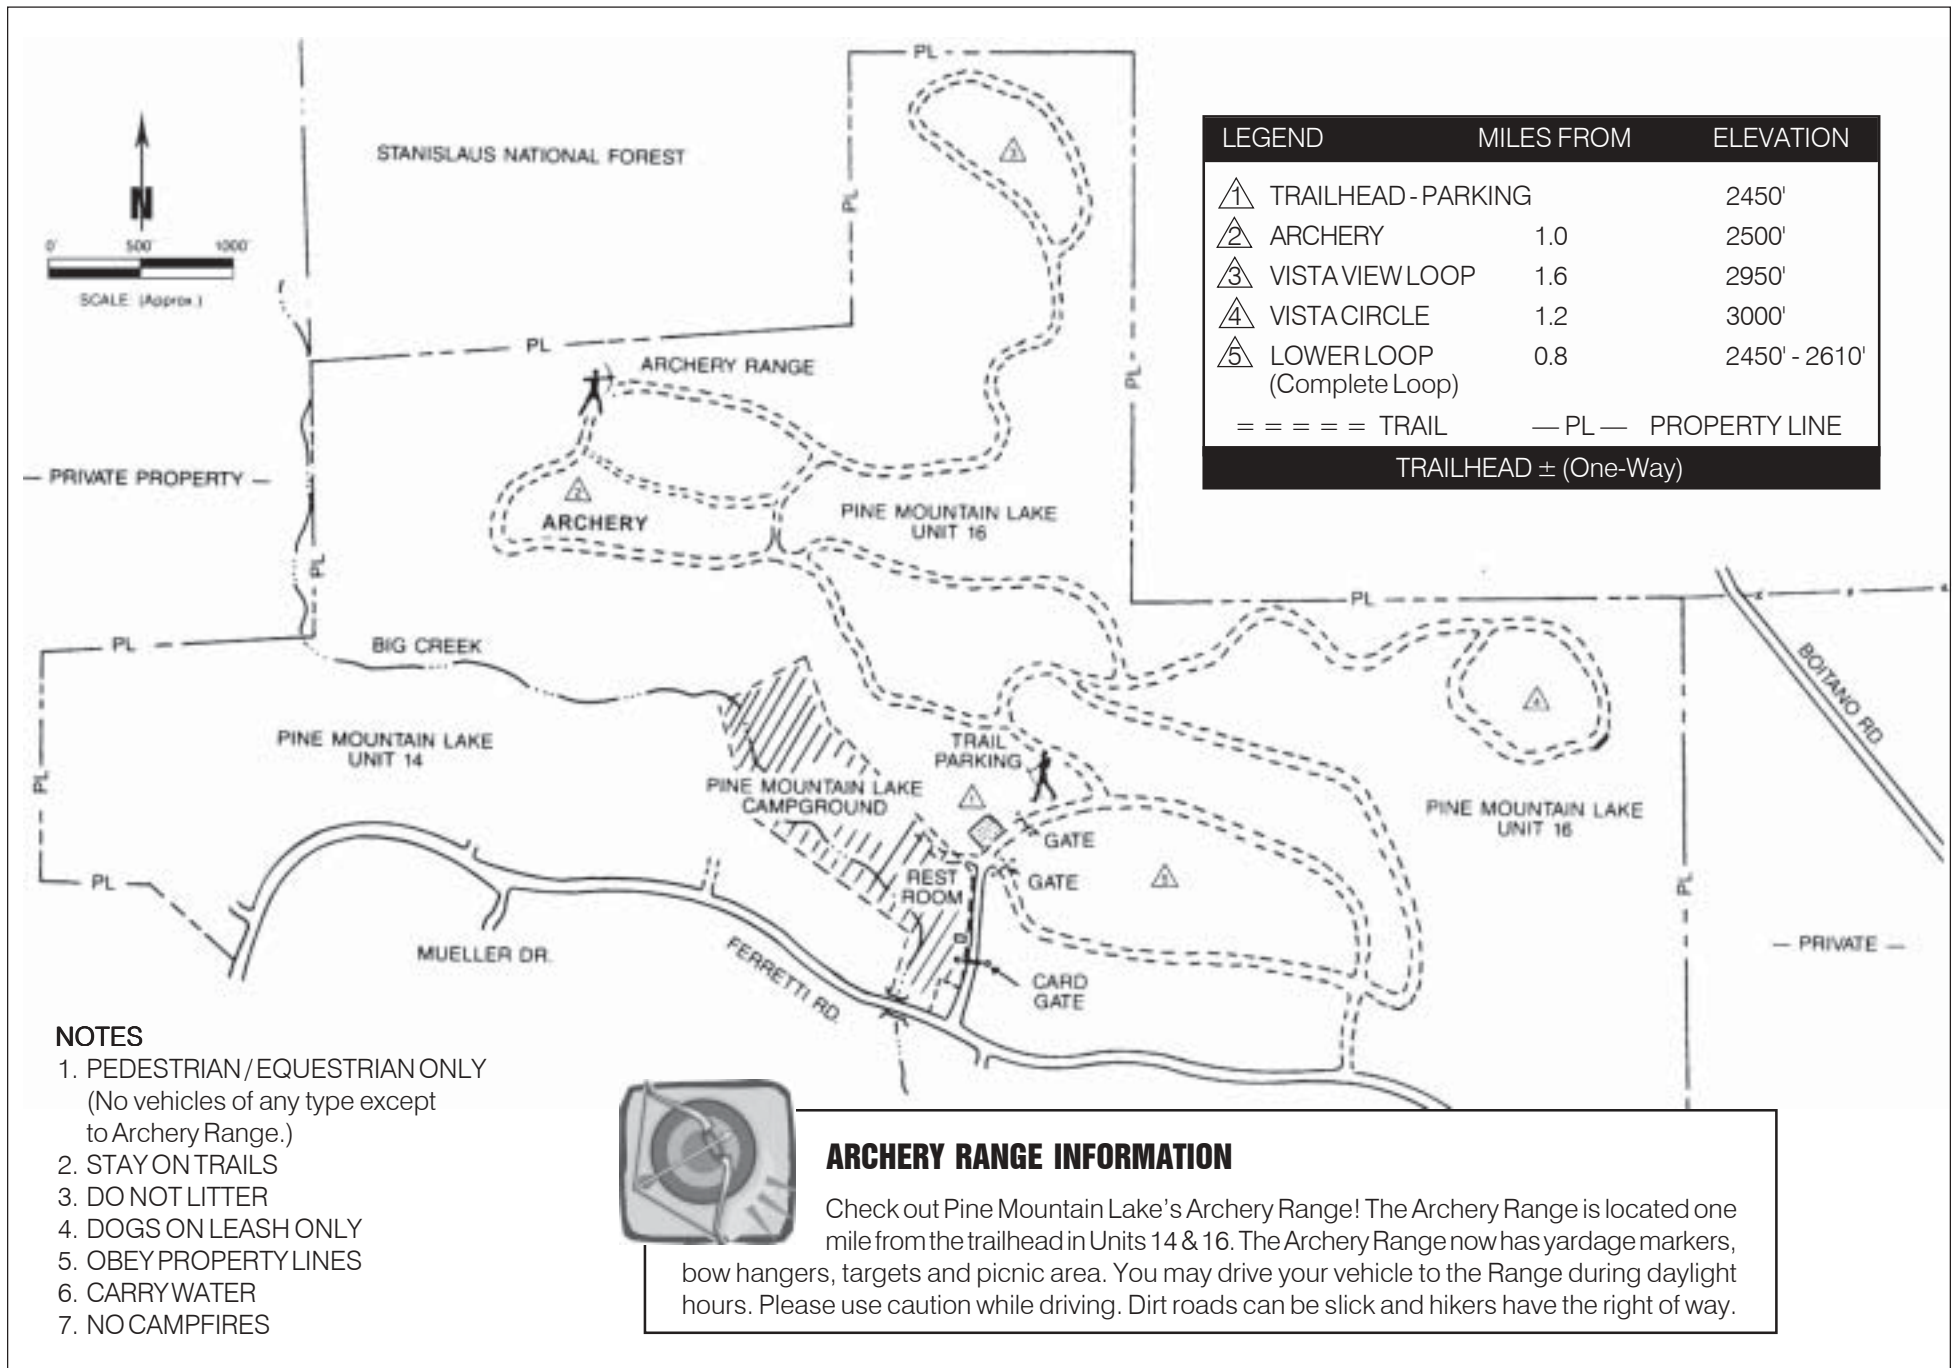 PL
STANISLAUS NATIONAL FOREST
3
N
0' 500' 1000'
SCALE: (Approx.)
PL
PL
LEGEND MILES FROM ELEVATION
1 TRAILHEAD - PARKING 2450'
2 ARCHERY 1.0 2500'
3 VISTA VIEW LOOP 1.6 2950'
4 VISTA CIRCLE 1.2 3000'
5 LOWER LOOP 0.8 2450' - 2610'
(Complete Loop)
= = = = = TRAIL — PL — PROPERTY LINE
TRAILHEAD ± (One-Way)
PL
ARCHERY RANGE
— PRIVATE PROPERTY —
2
ARCHERY
PINE MOUNTAIN LAKE
UNIT 16
PL
PL
PL
BIG CREEK
BOITANO RD.
4
PINE MOUNTAIN LAKE
UNIT 14
PL
TRAIL
PARKING
1
PINE MOUNTAIN LAKE
CAMPGROUND
PINE MOUNTAIN LAKE
UNIT 16
GATE
GATE
REST
ROOM
5
PL
PL
MUELLER DR.
FERRETTI RD.
CARD
GATE
— PRIVATE —
NOTES
1. PEDESTRIAN / EQUESTRIAN ONLY
(No vehicles of any type except
to Archery Range.)
2. STAY ON TRAILS
3. DO NOT LITTER
4. DOGS ON LEASH ONLY
5. OBEY PROPERTY LINES
6. CARRY WATER
7. NO CAMPFIRES
ARCHERY RANGE INFORMATION
Check out Pine Mountain Lake's Archery Range! The Archery Range is located one
mile from the trailhead in Units 14 & 16. The Archery Range now has yardage markers,
bow hangers, targets and picnic area. You may drive your vehicle to the Range during daylight
hours. Please use caution while driving. Dirt roads can be slick and hikers have the right of way.